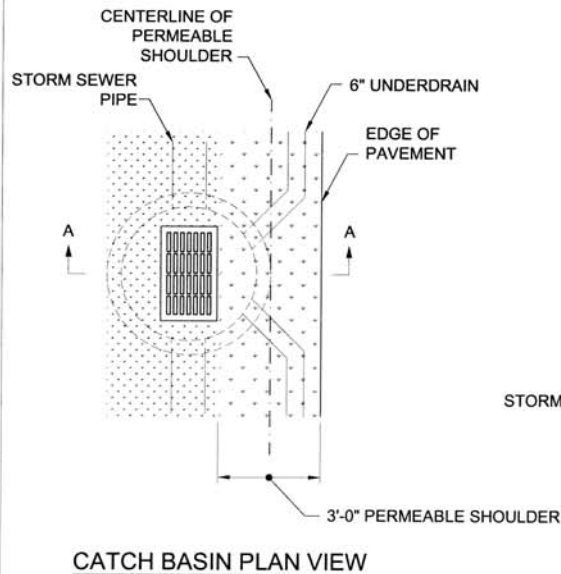 CENTERLINE OF
PERMEABLE
SHOULDER
STORM SEWER
PIPE
6" UNDERDRAIN
EDGE OF
PAVEMENT
A
A
STORM
3'-0" PERMEABLE SHOULDER
CATCH BASIN PLAN VIEW